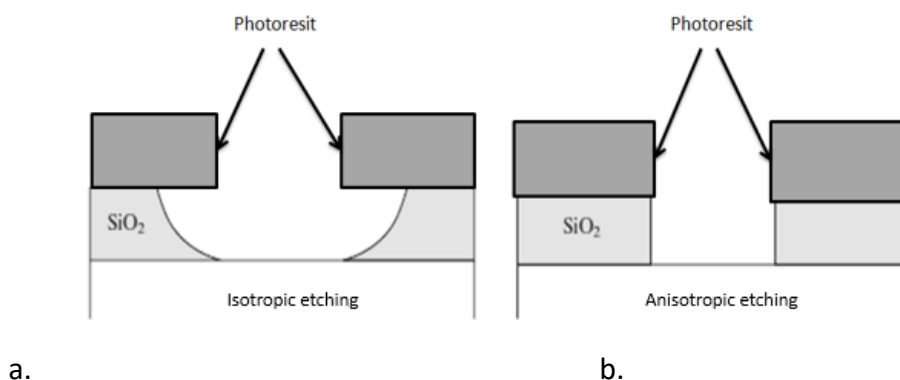 Photoresit
Photoresit
SiO₂
SiO₂
Isotropic etching
Anisotropic etching
a.
b.